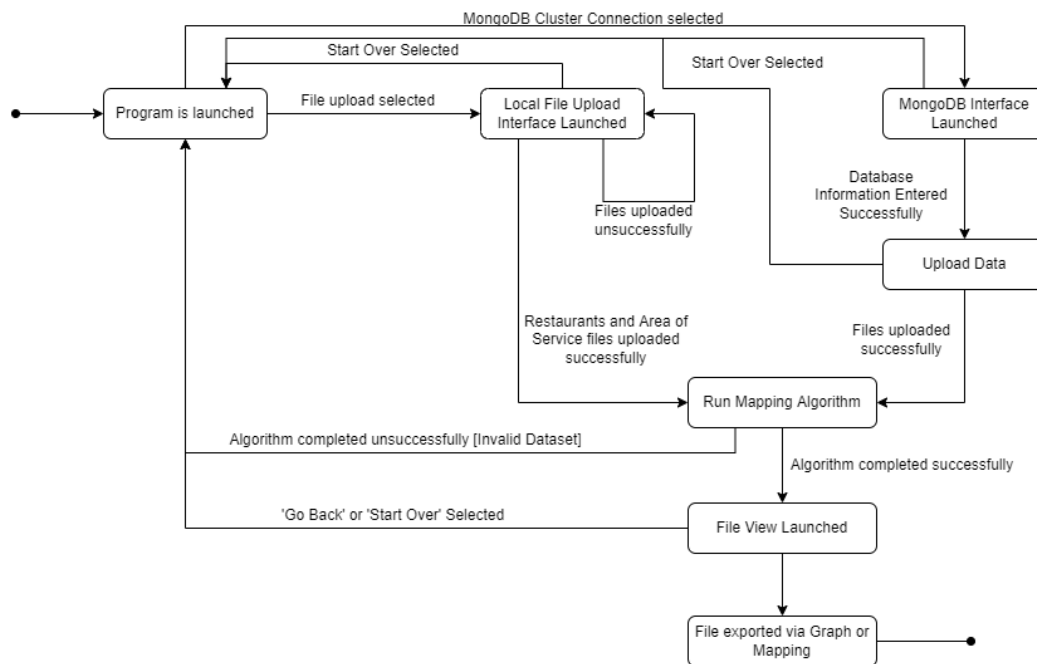 MongoDB Cluster Connection selected
Start Over Selected
Start Over Selected
Program is launched
File upload selected
Local File Upload
Interface Launched
MongoDB Interface
Launched
Files uploaded
unsuccessfully
Database
Information Entered
Successfully
Upload Data
Restaurants and Area of
Service files uploaded
successfully
Files uploaded
successfully
Run Mapping Algorithm
Algorithm completed unsuccessfully [Invalid Dataset]
Algorithm completed successfully
'Go Back' or 'Start Over' Selected
File View Launched
File exported via Graph or
Mapping